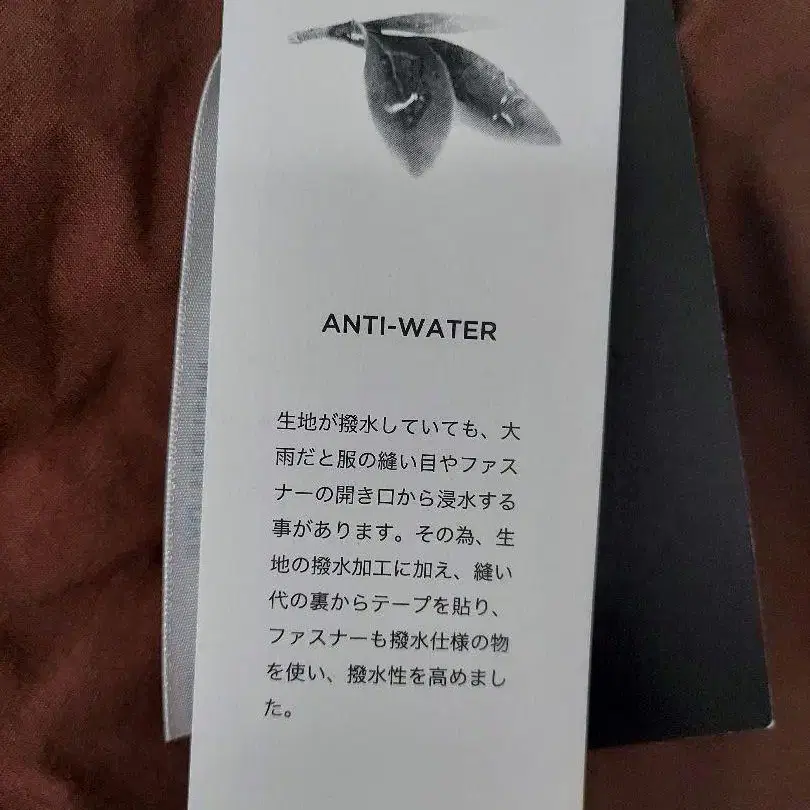 ANTI-WATER
生地が撥水していても、大
雨だと服の縫い目やファス
ナーの開き口から浸水する
事があります。その為、生
地の撥水加工に加え、縫い
代の裏からテープを貼り、
ファスナーも撥水仕様の物
を使い、撥水性を高めまし
た。